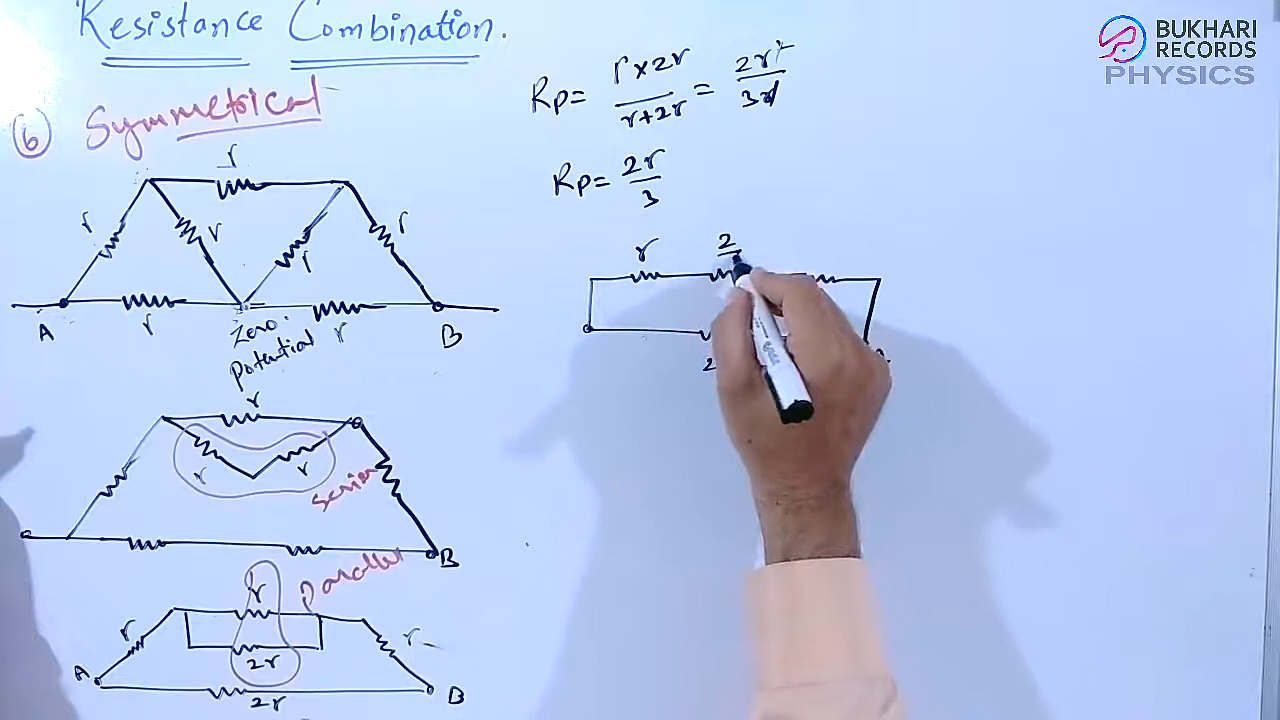 Resistance Combination.
BUKHARI
RECORDS
PHYSICS
6 Symmetrical
r
r r r r
A r r B
Zero.
potential
r
r r
Series
B
parallel
r
r r
A 2r B
2r
Rp = r×2r / r+2r = 2r² / 3r
Rp = 2r / 3
r 2
2